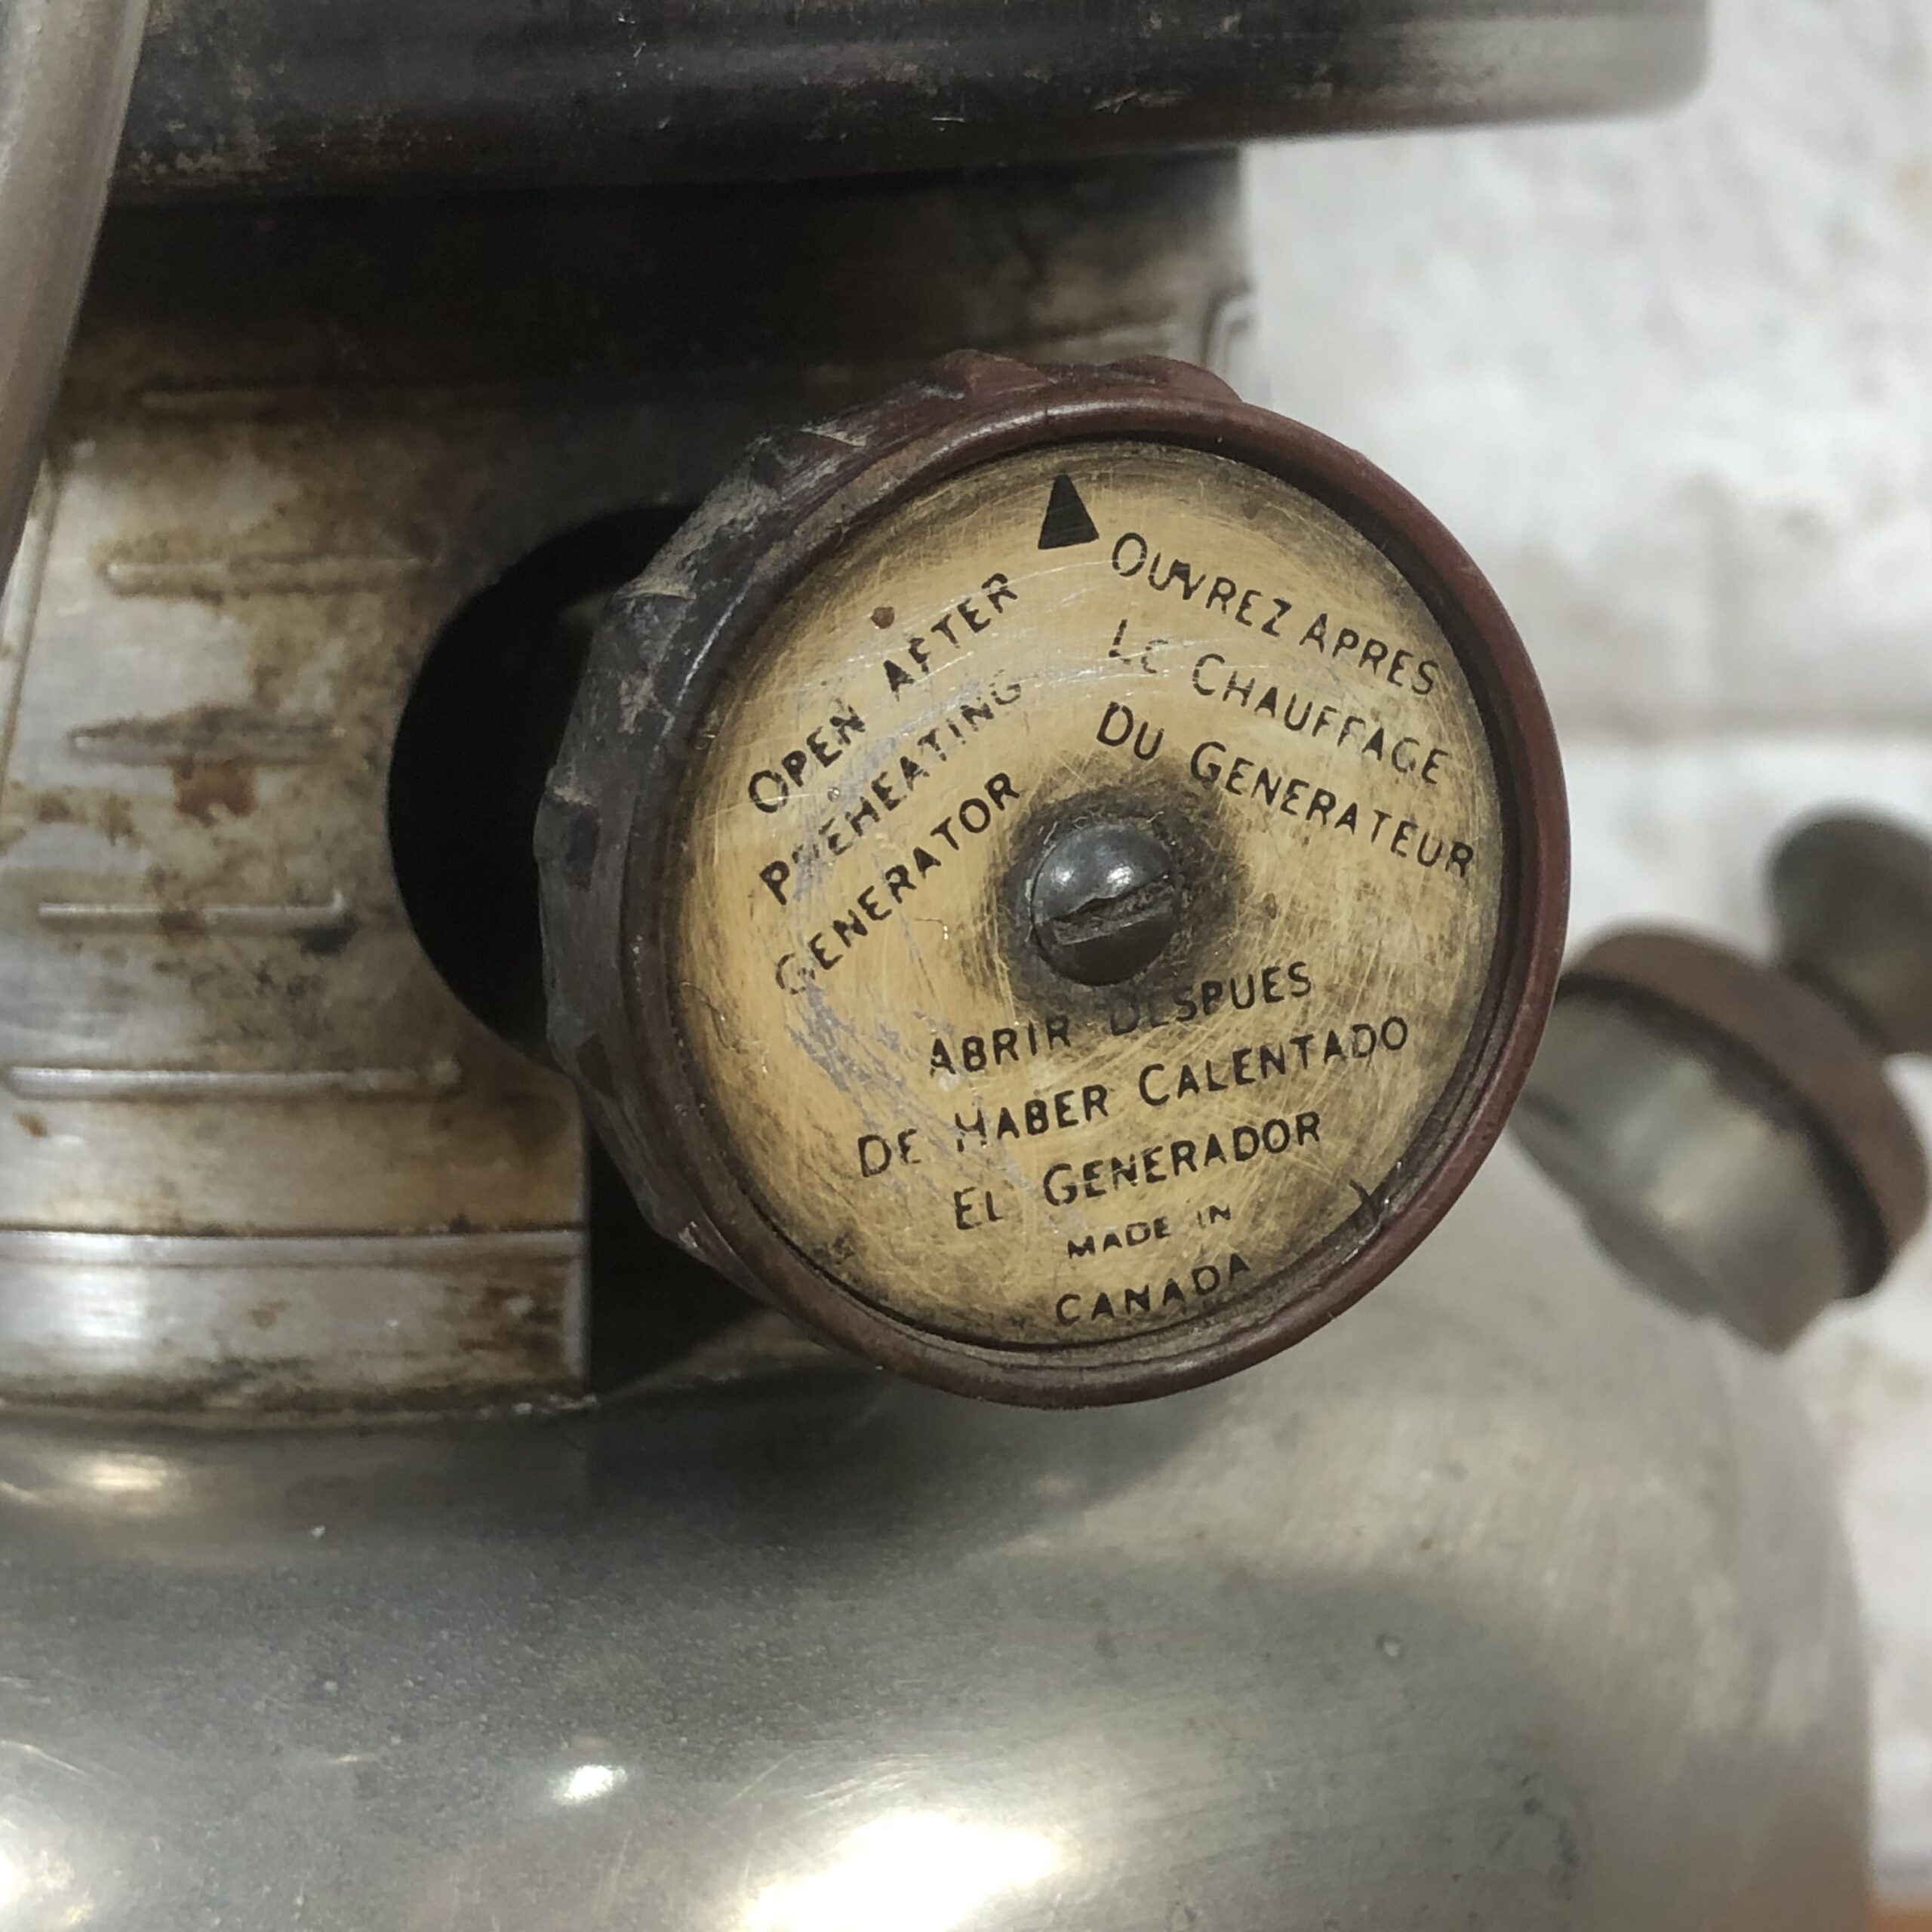 OPEN AFTER
PREHEATING
GENERATOR
OUVREZ APRES
LE CHAUFFAGE
DU GENERATEUR
ABRIR DESPUES
DE HABER CALENTADO
EL GENERADOR
MADE IN
CANADA